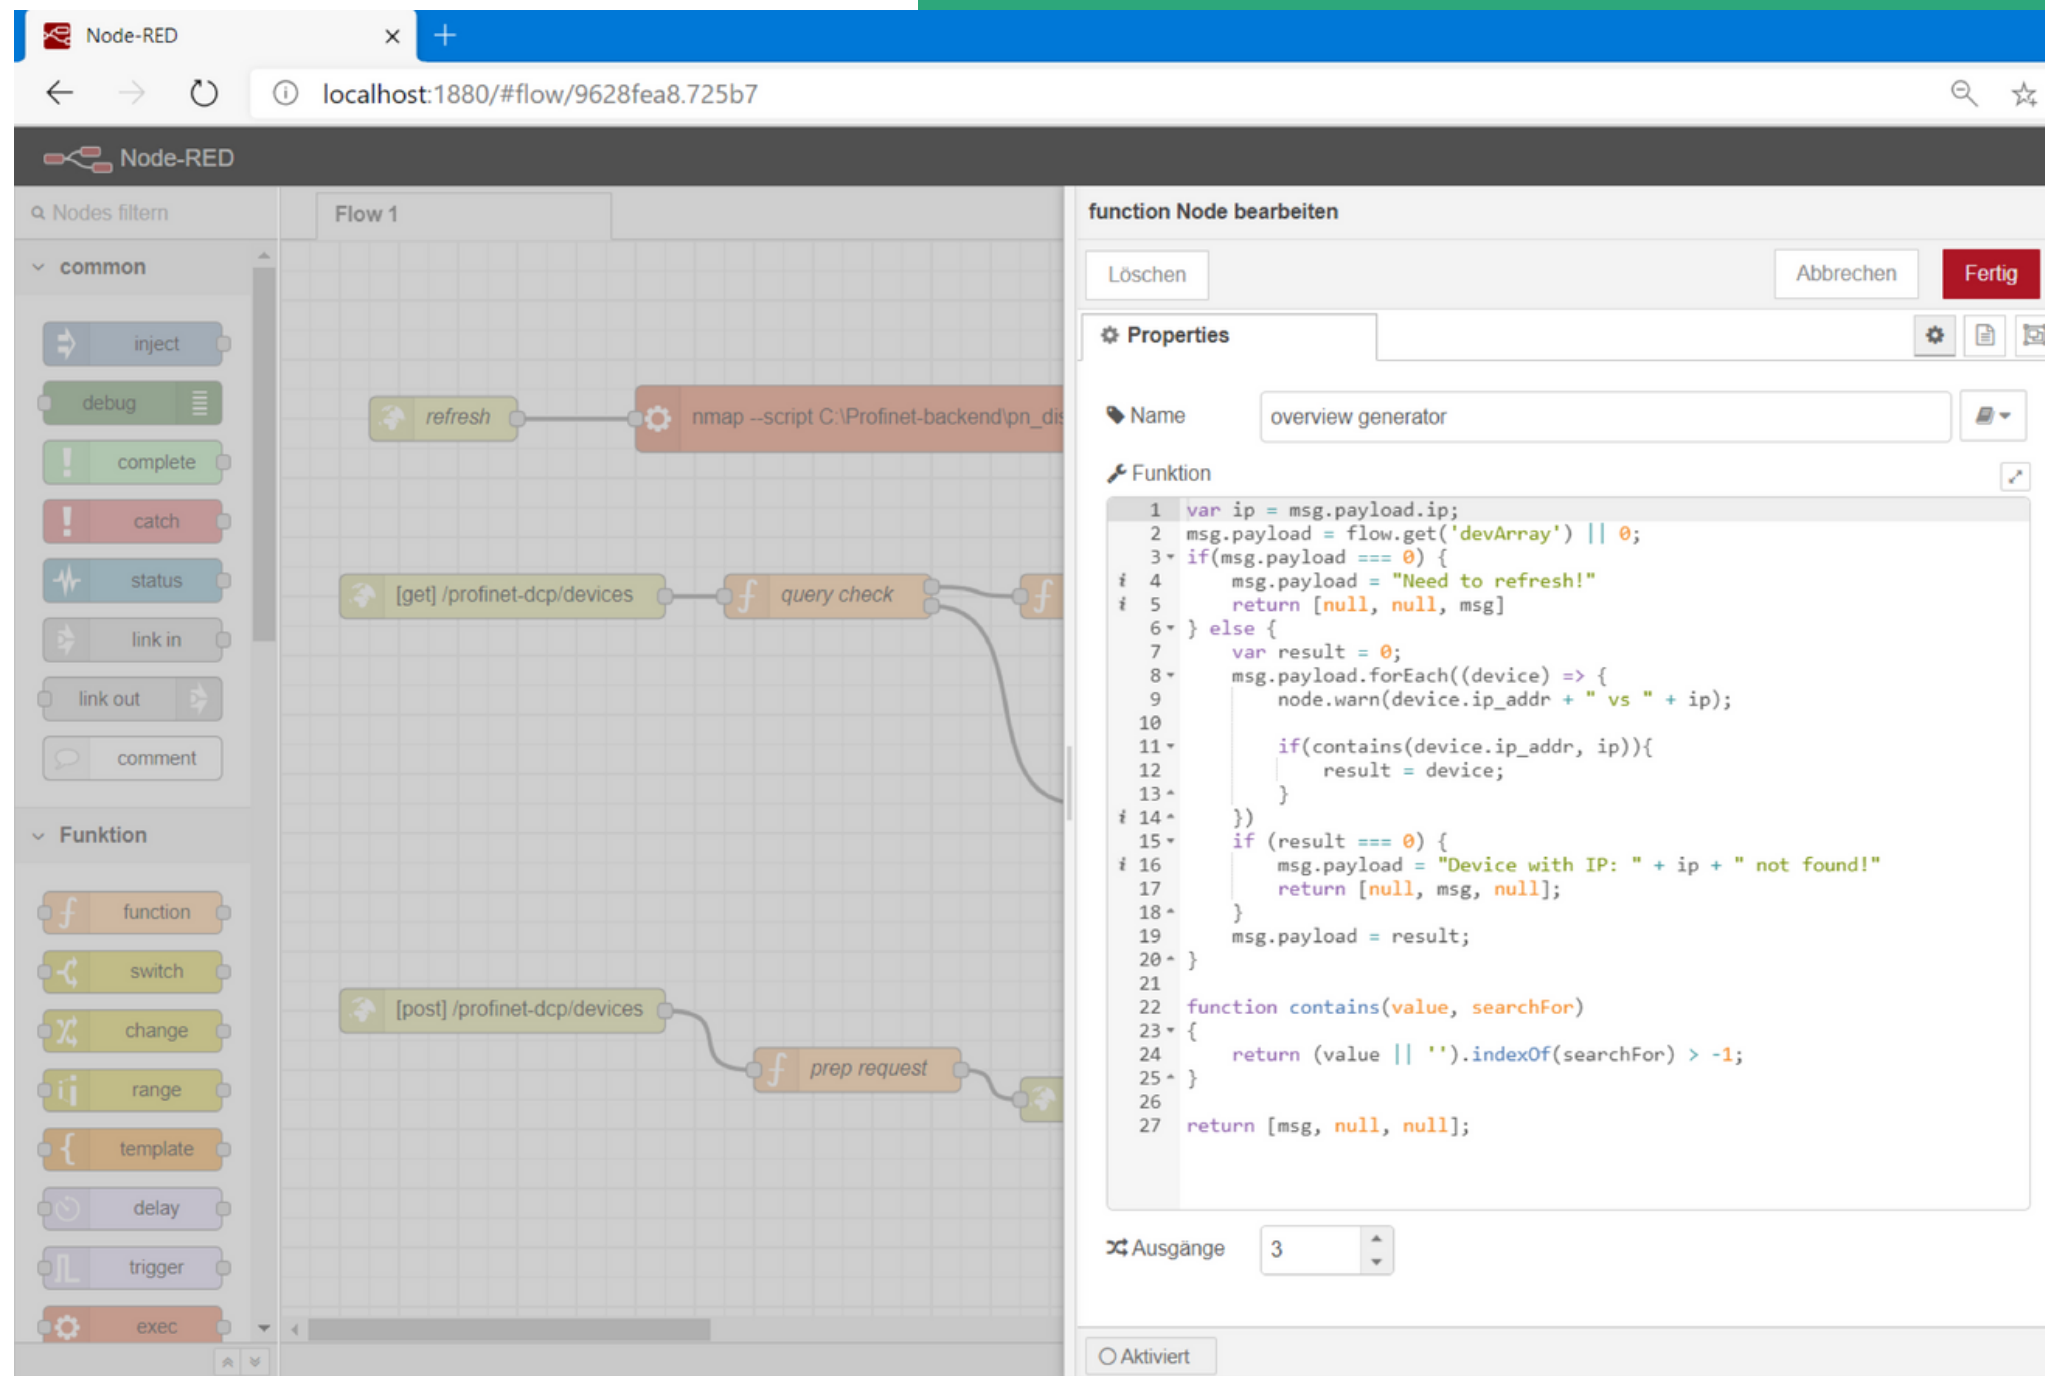 Node-RED
localhost:1880/#flow/9628fea8.725b7
Node-RED
Nodes filtern
common
inject
debug
complete
catch
status
link in
link out
comment
Funktion
function
switch
change
range
template
delay
trigger
exec
Flow 1
refresh
nmap --script C:\Profinet-backend\pn_dis
[get] /profinet-dcp/devices
query check
[post] /profinet-dcp/devices
prep request
function Node bearbeiten
Löschen
Abbrechen
Fertig
Properties
Name
overview generator
Funktion
1 var ip = msg.payload.ip;
2 msg.payload = flow.get('devArray') || 0;
3 if(msg.payload === 0) {
i 4 msg.payload = "Need to refresh!"
i 5 return [null, null, msg]
6 } else {
7 var result = 0;
8 msg.payload.forEach((device) => {
9 node.warn(device.ip_addr + " vs " + ip);
10
11 if(contains(device.ip_addr, ip)){
12 result = device;
13 }
i 14 })
15 if (result === 0) {
i 16 msg.payload = "Device with IP: " + ip + " not found!"
17 return [null, msg, null];
18 }
19 msg.payload = result;
20 }
21
22 function contains(value, searchFor)
23 {
24 return (value || '').indexOf(searchFor) > -1;
25 }
26
27 return [msg, null, null];
Ausgänge
3
Aktiviert